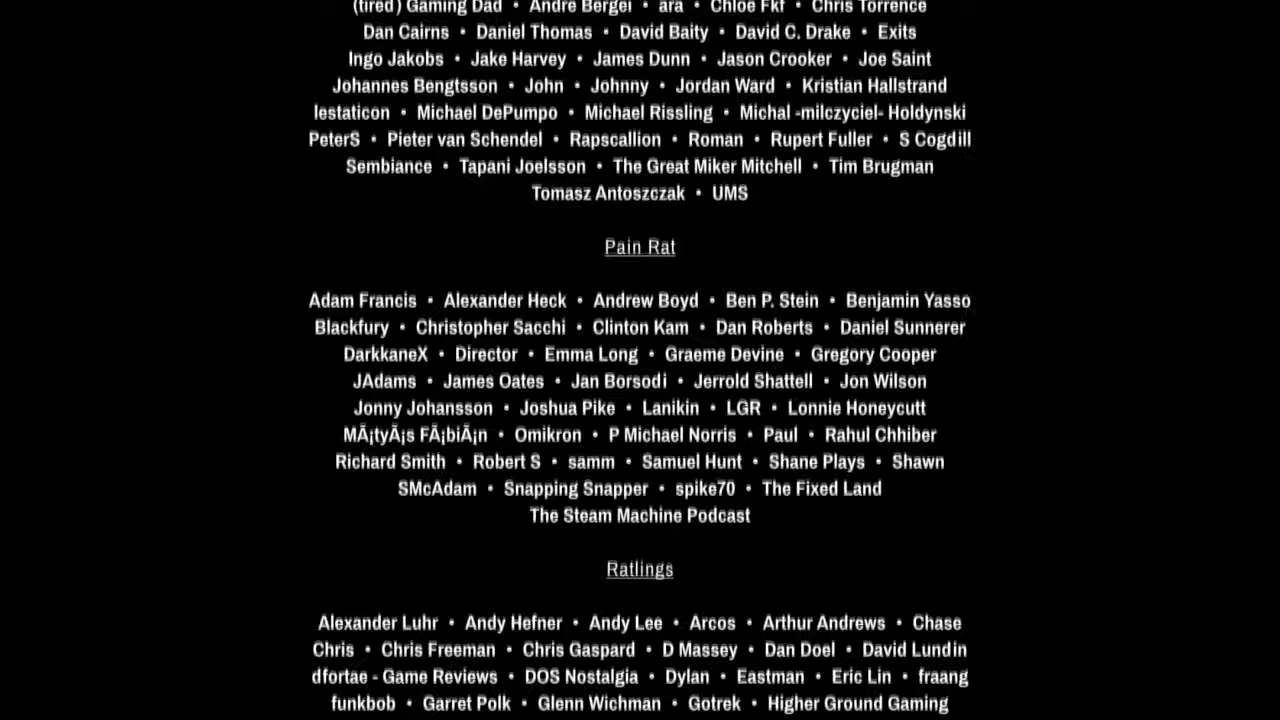 (tired) Gaming Dad • Andre Bergei • ara • Chloe Fkf • Chris Torrence
Dan Cairns • Daniel Thomas • David Baity • David C. Drake • Exits
Ingo Jakobs • Jake Harvey • James Dunn • Jason Crooker • Joe Saint
Johannes Bengtsson • John • Johnny • Jordan Ward • Kristian Hallstrand
lestaticon • Michael DePumpo • Michael Rissling • Michal -milczyciel- Holdynski
PeterS • Pieter van Schendel • Rapscallion • Roman • Rupert Fuller • S Cogdill
Sembiance • Tapani Joelsson • The Great Miker Mitchell • Tim Brugman
Tomasz Antoszczak • UMS
Pain Rat
Adam Francis • Alexander Heck • Andrew Boyd • Ben P. Stein • Benjamin Yasso
Blackfury • Christopher Sacchi • Clinton Kam • Dan Roberts • Daniel Sunnerer
DarkkaneX • Director • Emma Long • Graeme Devine • Gregory Cooper
JAdams • James Oates • Jan Borsodi • Jerrold Shattell • Jon Wilson
Jonny Johansson • Joshua Pike • Lanikin • LGR • Lonnie Honeycutt
MÃ¡tyÃ¡s FÃ¡biÃ¡n • Omikron • P Michael Norris • Paul • Rahul Chhiber
Richard Smith • Robert S • samm • Samuel Hunt • Shane Plays • Shawn
SMcAdam • Snapping Snapper • spike70 • The Fixed Land
The Steam Machine Podcast
Ratlings
Alexander Luhr • Andy Hefner • Andy Lee • Arcos • Arthur Andrews • Chase
Chris • Chris Freeman • Chris Gaspard • D Massey • Dan Doel • David Lundin
dfortae - Game Reviews • DOS Nostalgia • Dylan • Eastman • Eric Lin • fraang
funkbob • Garret Polk • Glenn Wichman • Gotrek • Higher Ground Gaming